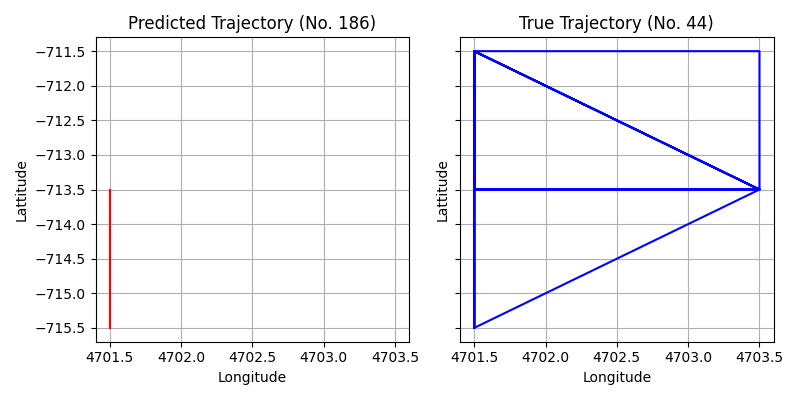 Predicted Trajectory (No. 186)
True Trajectory (No. 44)
Lattitude
−711.5
−712.0
−712.5
−713.0
−713.5
−714.0
−714.5
−715.0
−715.5
4701.5 4702.0 4702.5 4703.0 4703.5
Longitude
Lattitude
4701.5 4702.0 4702.5 4703.0 4703.5
Longitude